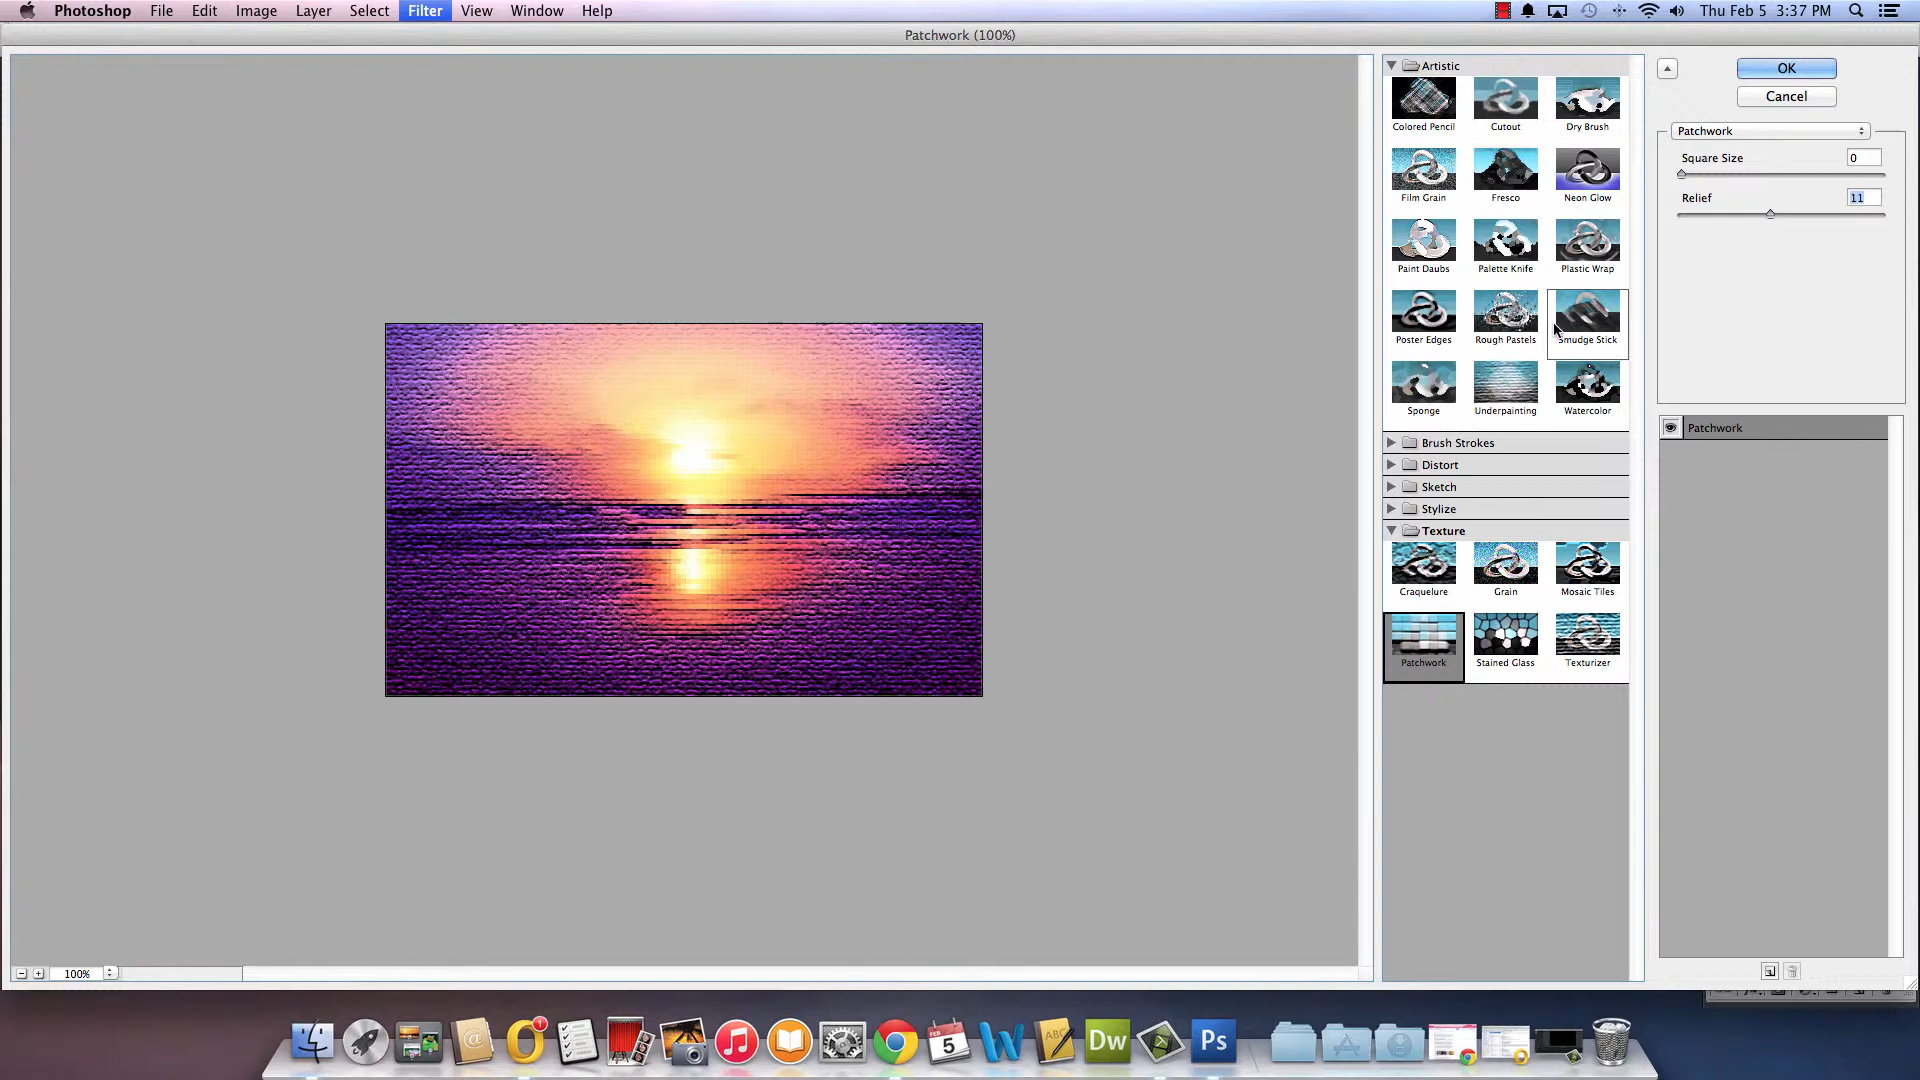 Photoshop File Edit Image Layer Select Filter View Window Help Thu Feb 5 3:37 PM
Patchwork (100%)
Artistic
Colored Pencil Cutout Dry Brush
Film Grain Fresco Neon Glow
Paint Daubs Palette Knife Plastic Wrap
Poster Edges Rough Pastels Smudge Stick
Sponge Underpainting Watercolor
Brush Strokes
Distort
Sketch
Stylize
Texture
Craquelure Grain Mosaic Tiles
Patchwork Stained Glass Texturizer
OK
Cancel
Patchwork
Square Size 0
Relief 11
Patchwork
100%
1
FEB
5
W
ABC
Dw
Ps